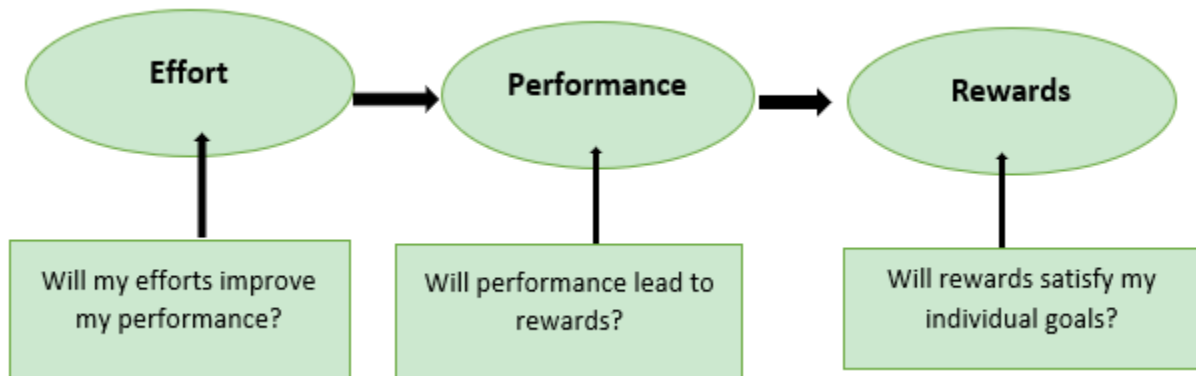 Effort
Performance
Rewards
Will my efforts improve
my performance?
Will performance lead to
rewards?
Will rewards satisfy my
individual goals?